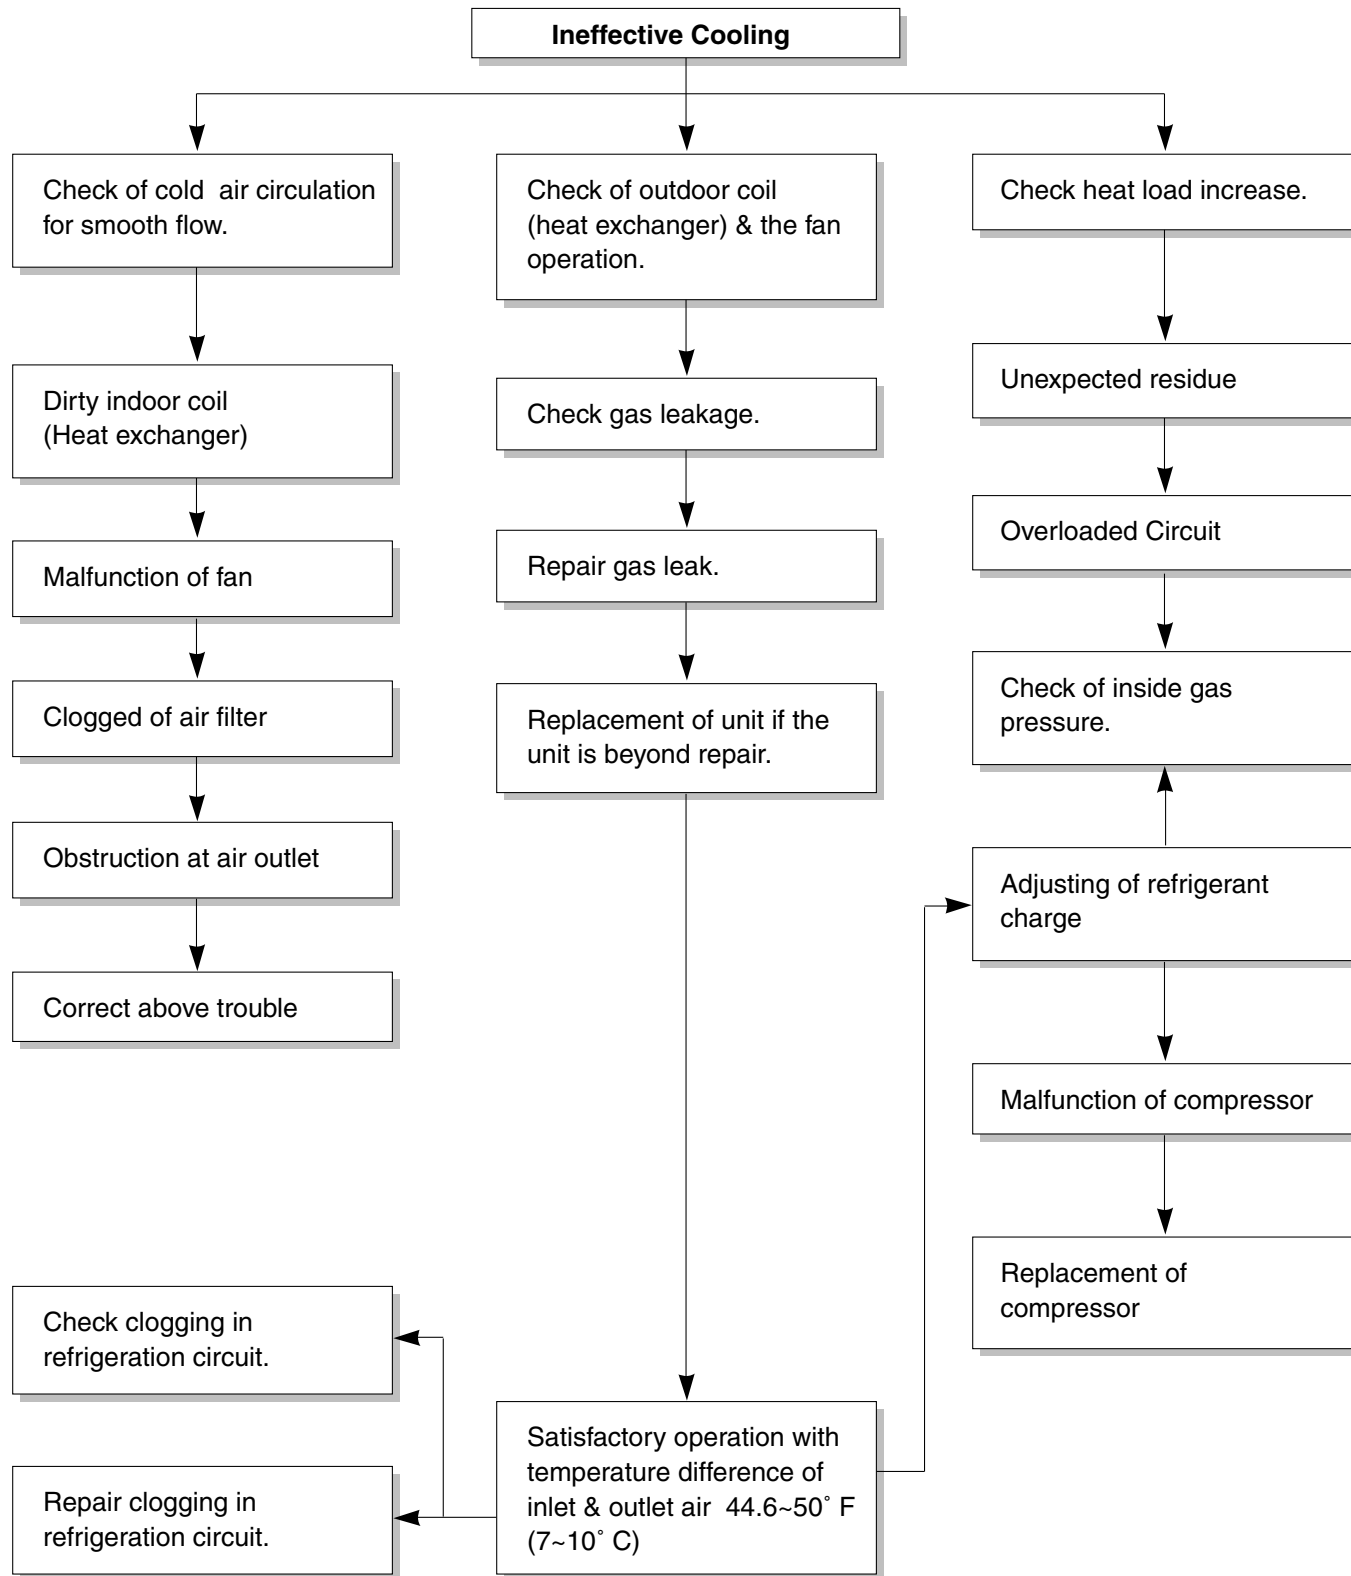 Ineffective Cooling
Check of cold air circulation
for smooth flow.
Dirty indoor coil
(Heat exchanger)
Malfunction of fan
Clogged of air filter
Obstruction at air outlet
Correct above trouble
Check clogging in
refrigeration circuit.
Repair clogging in
refrigeration circuit.
Check of outdoor coil
(heat exchanger) & the fan
operation.
Check gas leakage.
Repair gas leak.
Replacement of unit if the
unit is beyond repair.
Satisfactory operation with
temperature difference of
inlet & outlet air 44.6~50˚ F
(7~10˚ C)
Check heat load increase.
Unexpected residue
Overloaded Circuit
Check of inside gas
pressure.
Adjusting of refrigerant
charge
Malfunction of compressor
Replacement of
compressor